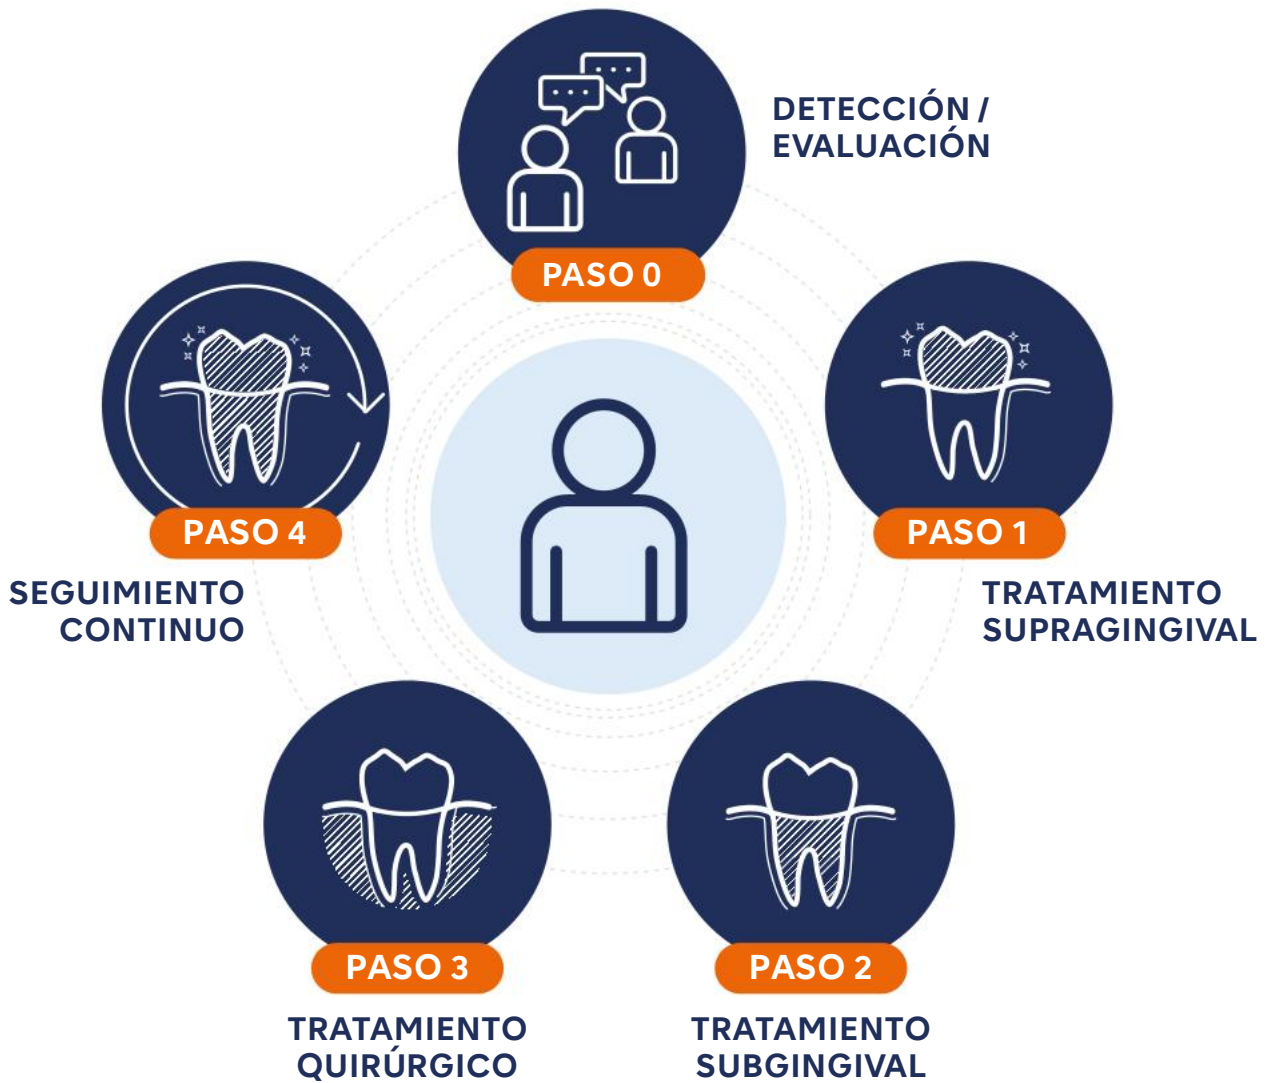 DETECCIÓN /
EVALUACIÓN
PASO 0
PASO 1
TRATAMIENTO
SUPRAGINGIVAL
PASO 2
TRATAMIENTO
SUBGINGIVAL
PASO 3
TRATAMIENTO
QUIRÚRGICO
PASO 4
SEGUIMIENTO
CONTINUO